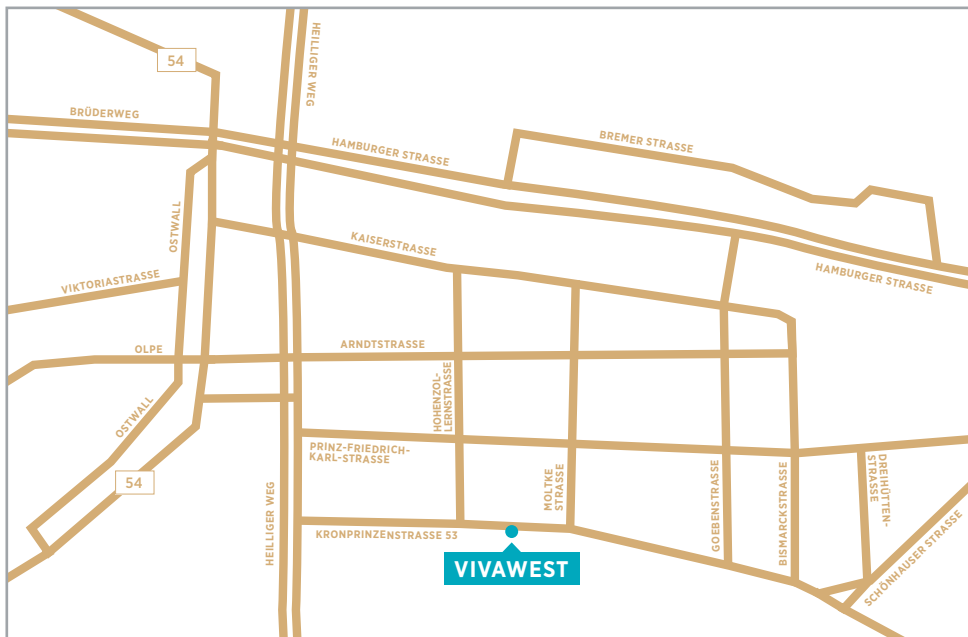 54
HEILLIGER WEG
BRÜDERWEG
HAMBURGER STRASSE
BREMER STRASSE
OSTWALL
KAISERSTRASSE
HAMBURGER STRASSE
VIKTORIASTRASSE
OLPE
ARNDTSTRASSE
HOHENZOL-
LERNSTRASSE
OSTWALL
PRINZ-FRIEDRICH-
KARL-STRASSE
54
HEILLIGER WEG
MOLTKE
STRASSE
GOEBENSTRASSE
BISMARCKSTRASSE
DREIHÜTTEN-
STRASSE
SCHÖNHAUSER STRASSE
KRONPRINZENSTRASSE 53
VIVAWEST